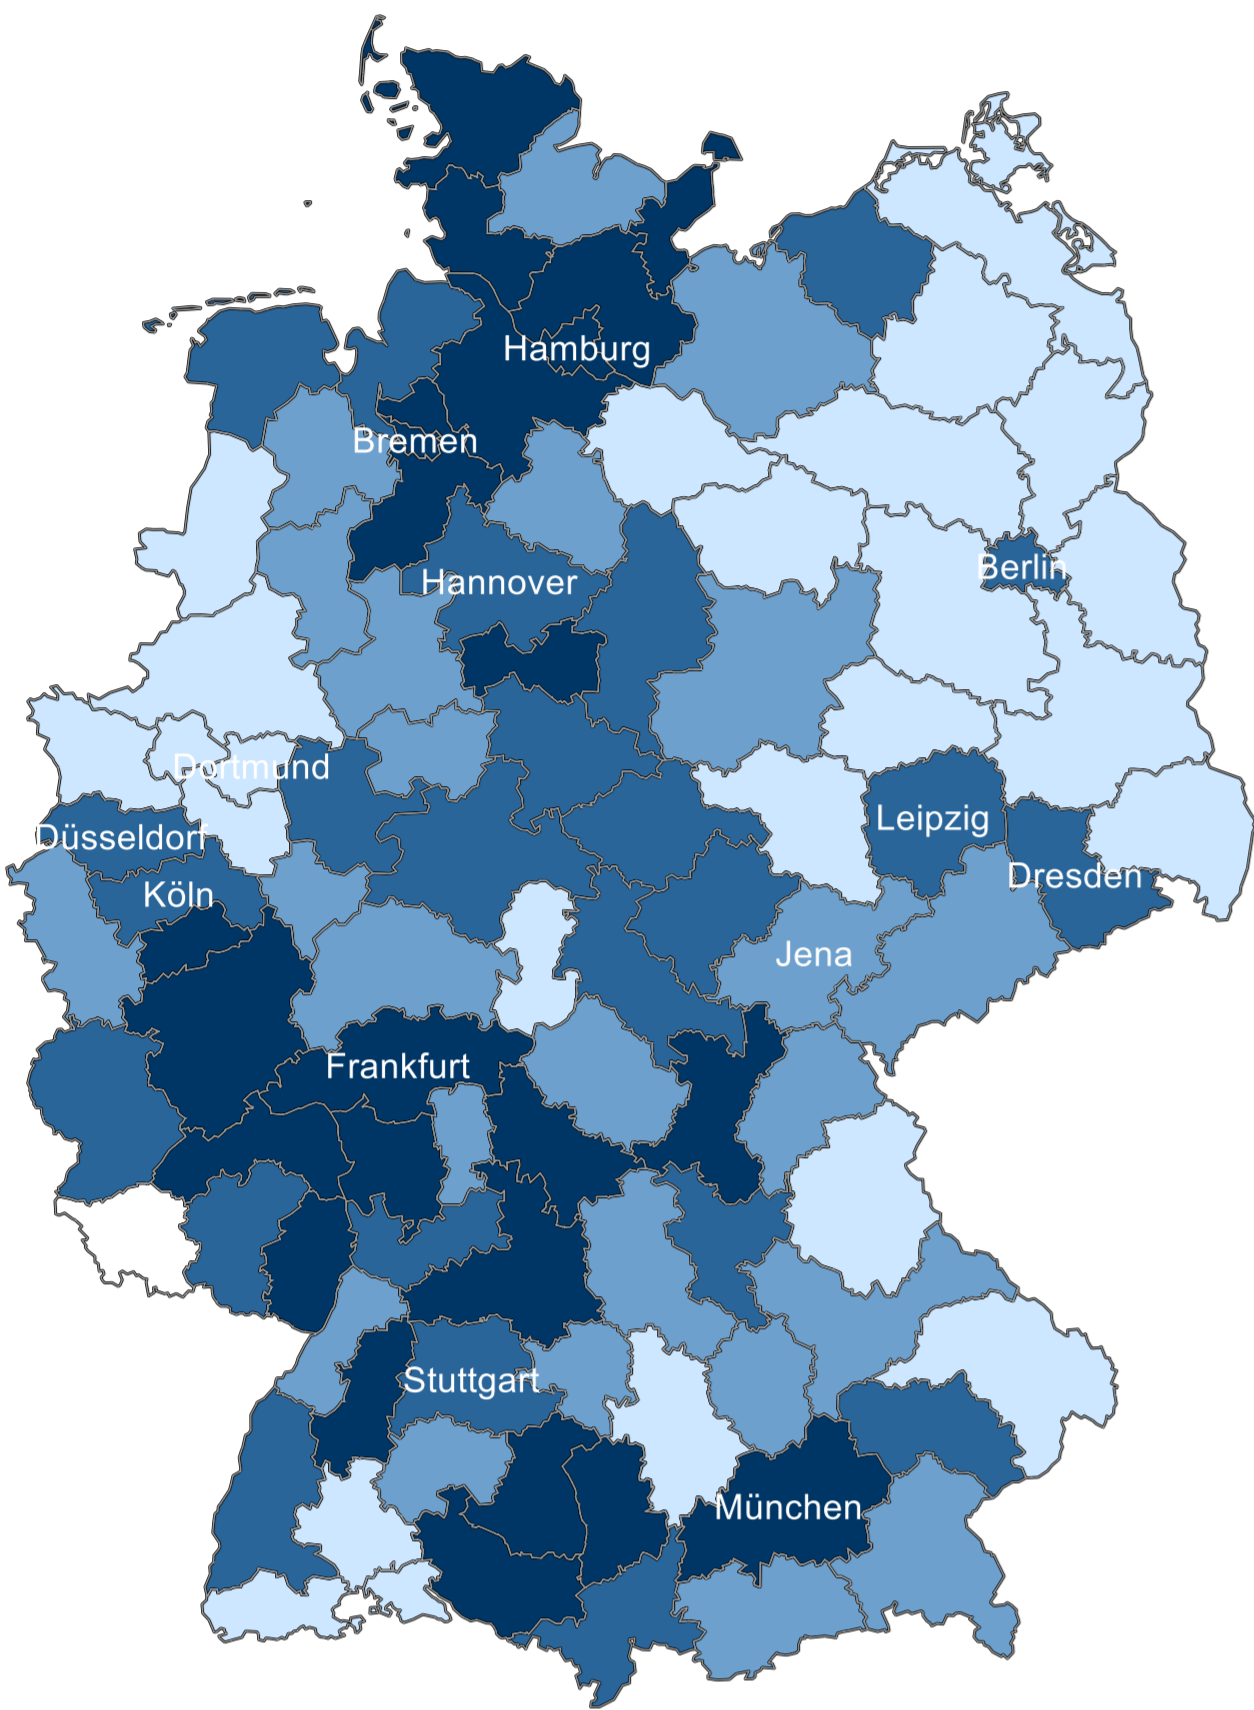 Hamburg
Bremen
Berlin
Hannover
Dortmund
Leipzig
Düsseldorf
Dresden
Köln
Jena
Frankfurt
Stuttgart
München